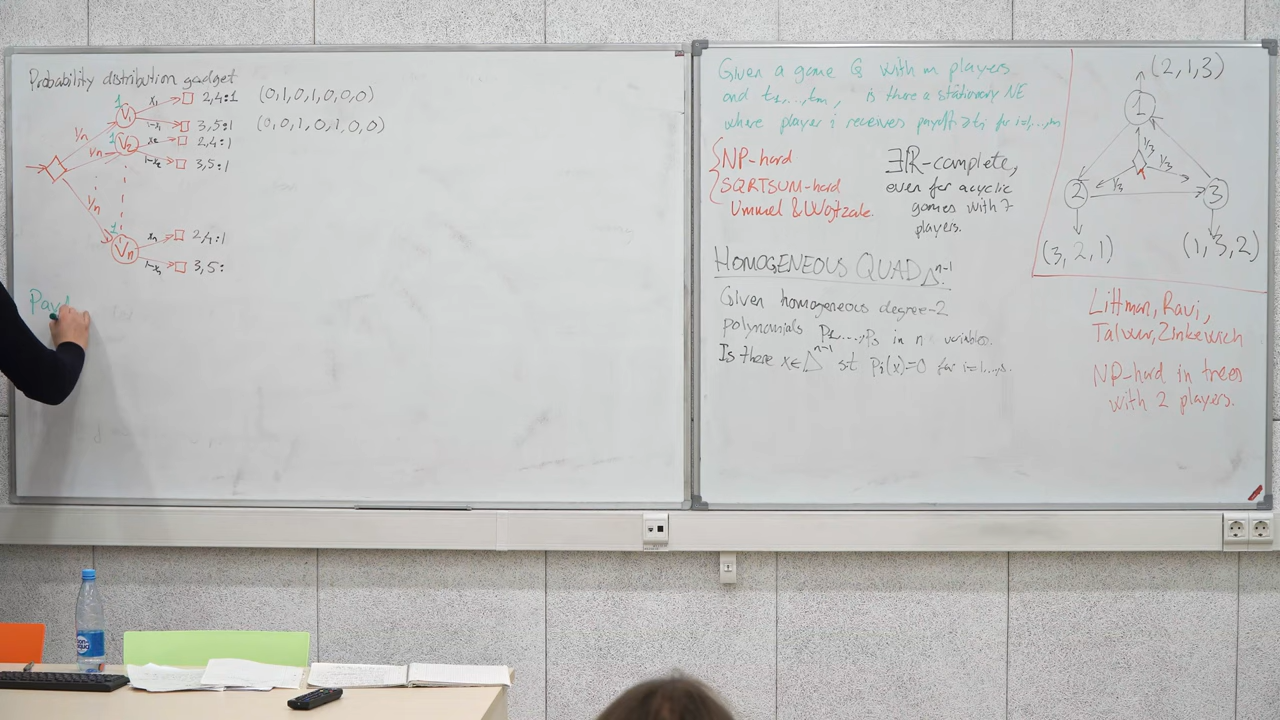 Probability distribution gadget
1 V₁ x₁ 2,4:1 (0,1,0,1,0,0,0)
1-x₁ 3,5:1 (0,0,1,0,1,0,0)
1/n 1/n 1 V₂ x₂ 2,4:1
1-x₂ 3,5:1
1/n
1 Vₙ xₙ 2,4:1
1-xₙ 3,5:
Payo
Given a game G with m players
and t₁,...,tₘ, is there a stationary NE
where player i receives payoff ≥tᵢ for i=1,...,m
NP-hard
SQRTSUM-hard
Ummel & Wojtzak.
∃ℝ-complete,
even for acyclic
games with 7
players.
HOMOGENEOUS QUAD Δⁿ⁻¹:
Given homogeneous degree-2
polynomials p₁,...,pₛ in n variables.
Is there x∈Δⁿ⁻¹ st pᵢ(x)=0 for i=1,...,s.
(2,1,3)
1
1/3
1/3
1/3
2 3
(3,2,1) (1,3,2)
Littman, Ravi,
Talwar, Zinkewich
NP-hard in trees
with 2 players.